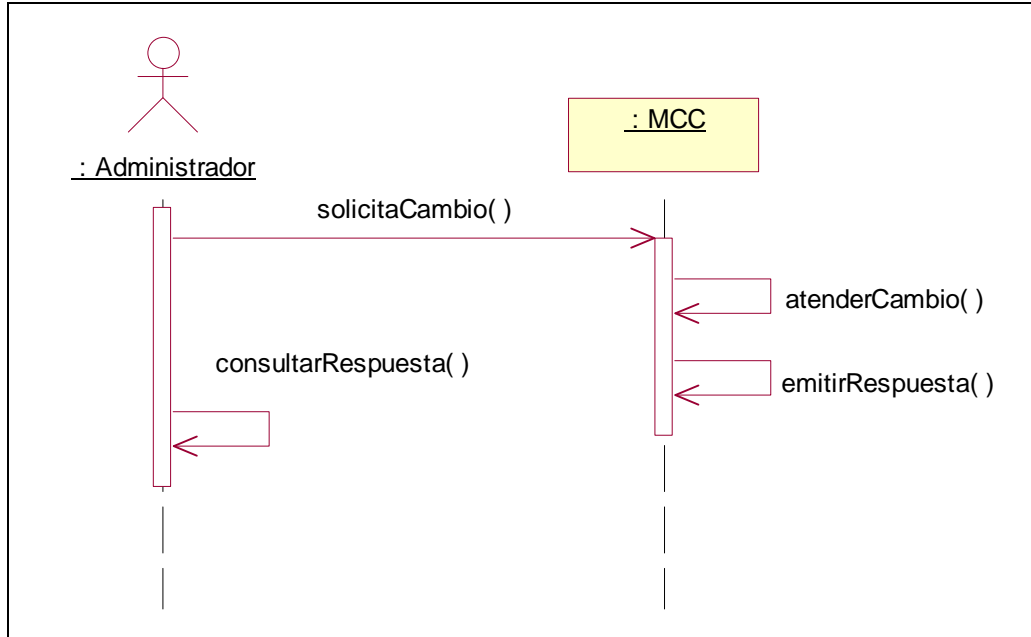 : MCC
: Administrador
solicitaCambio( )
atenderCambio( )
consultarRespuesta( )
emitirRespuesta( )